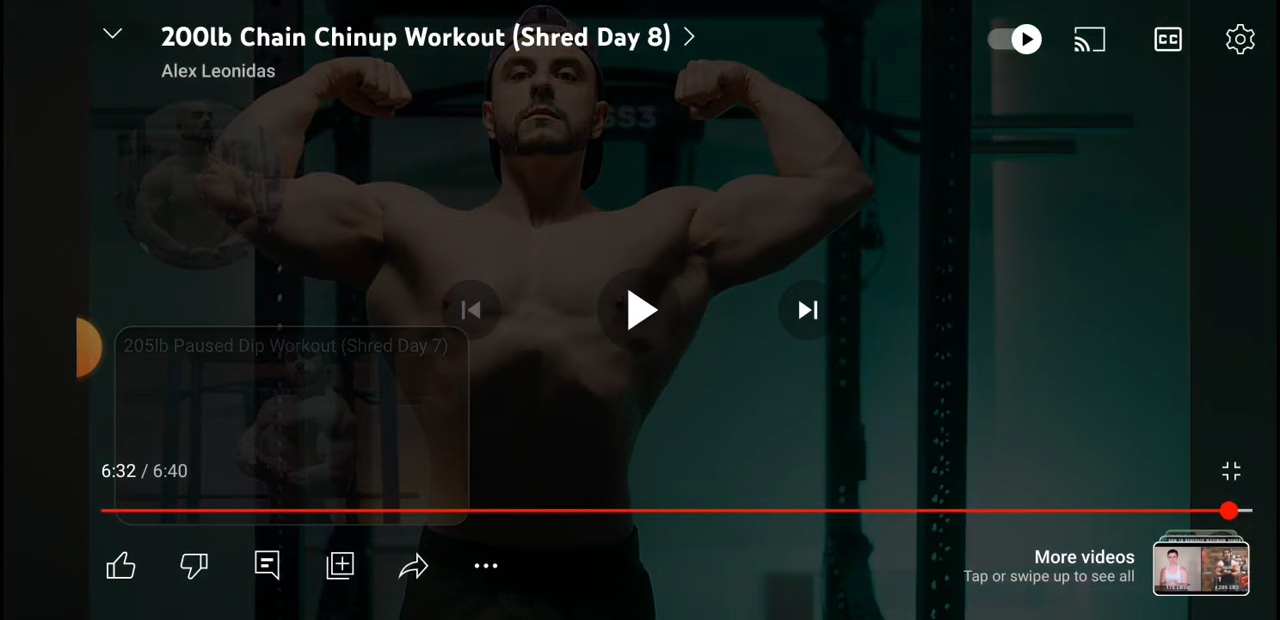 200lb Chain Chinup Workout (Shred Day 8)
Alex Leonidas
CC
205lb Paused Dip Workout (Shred Day 7)
6:32 / 6:40
More videos
Tap or swipe up to see all